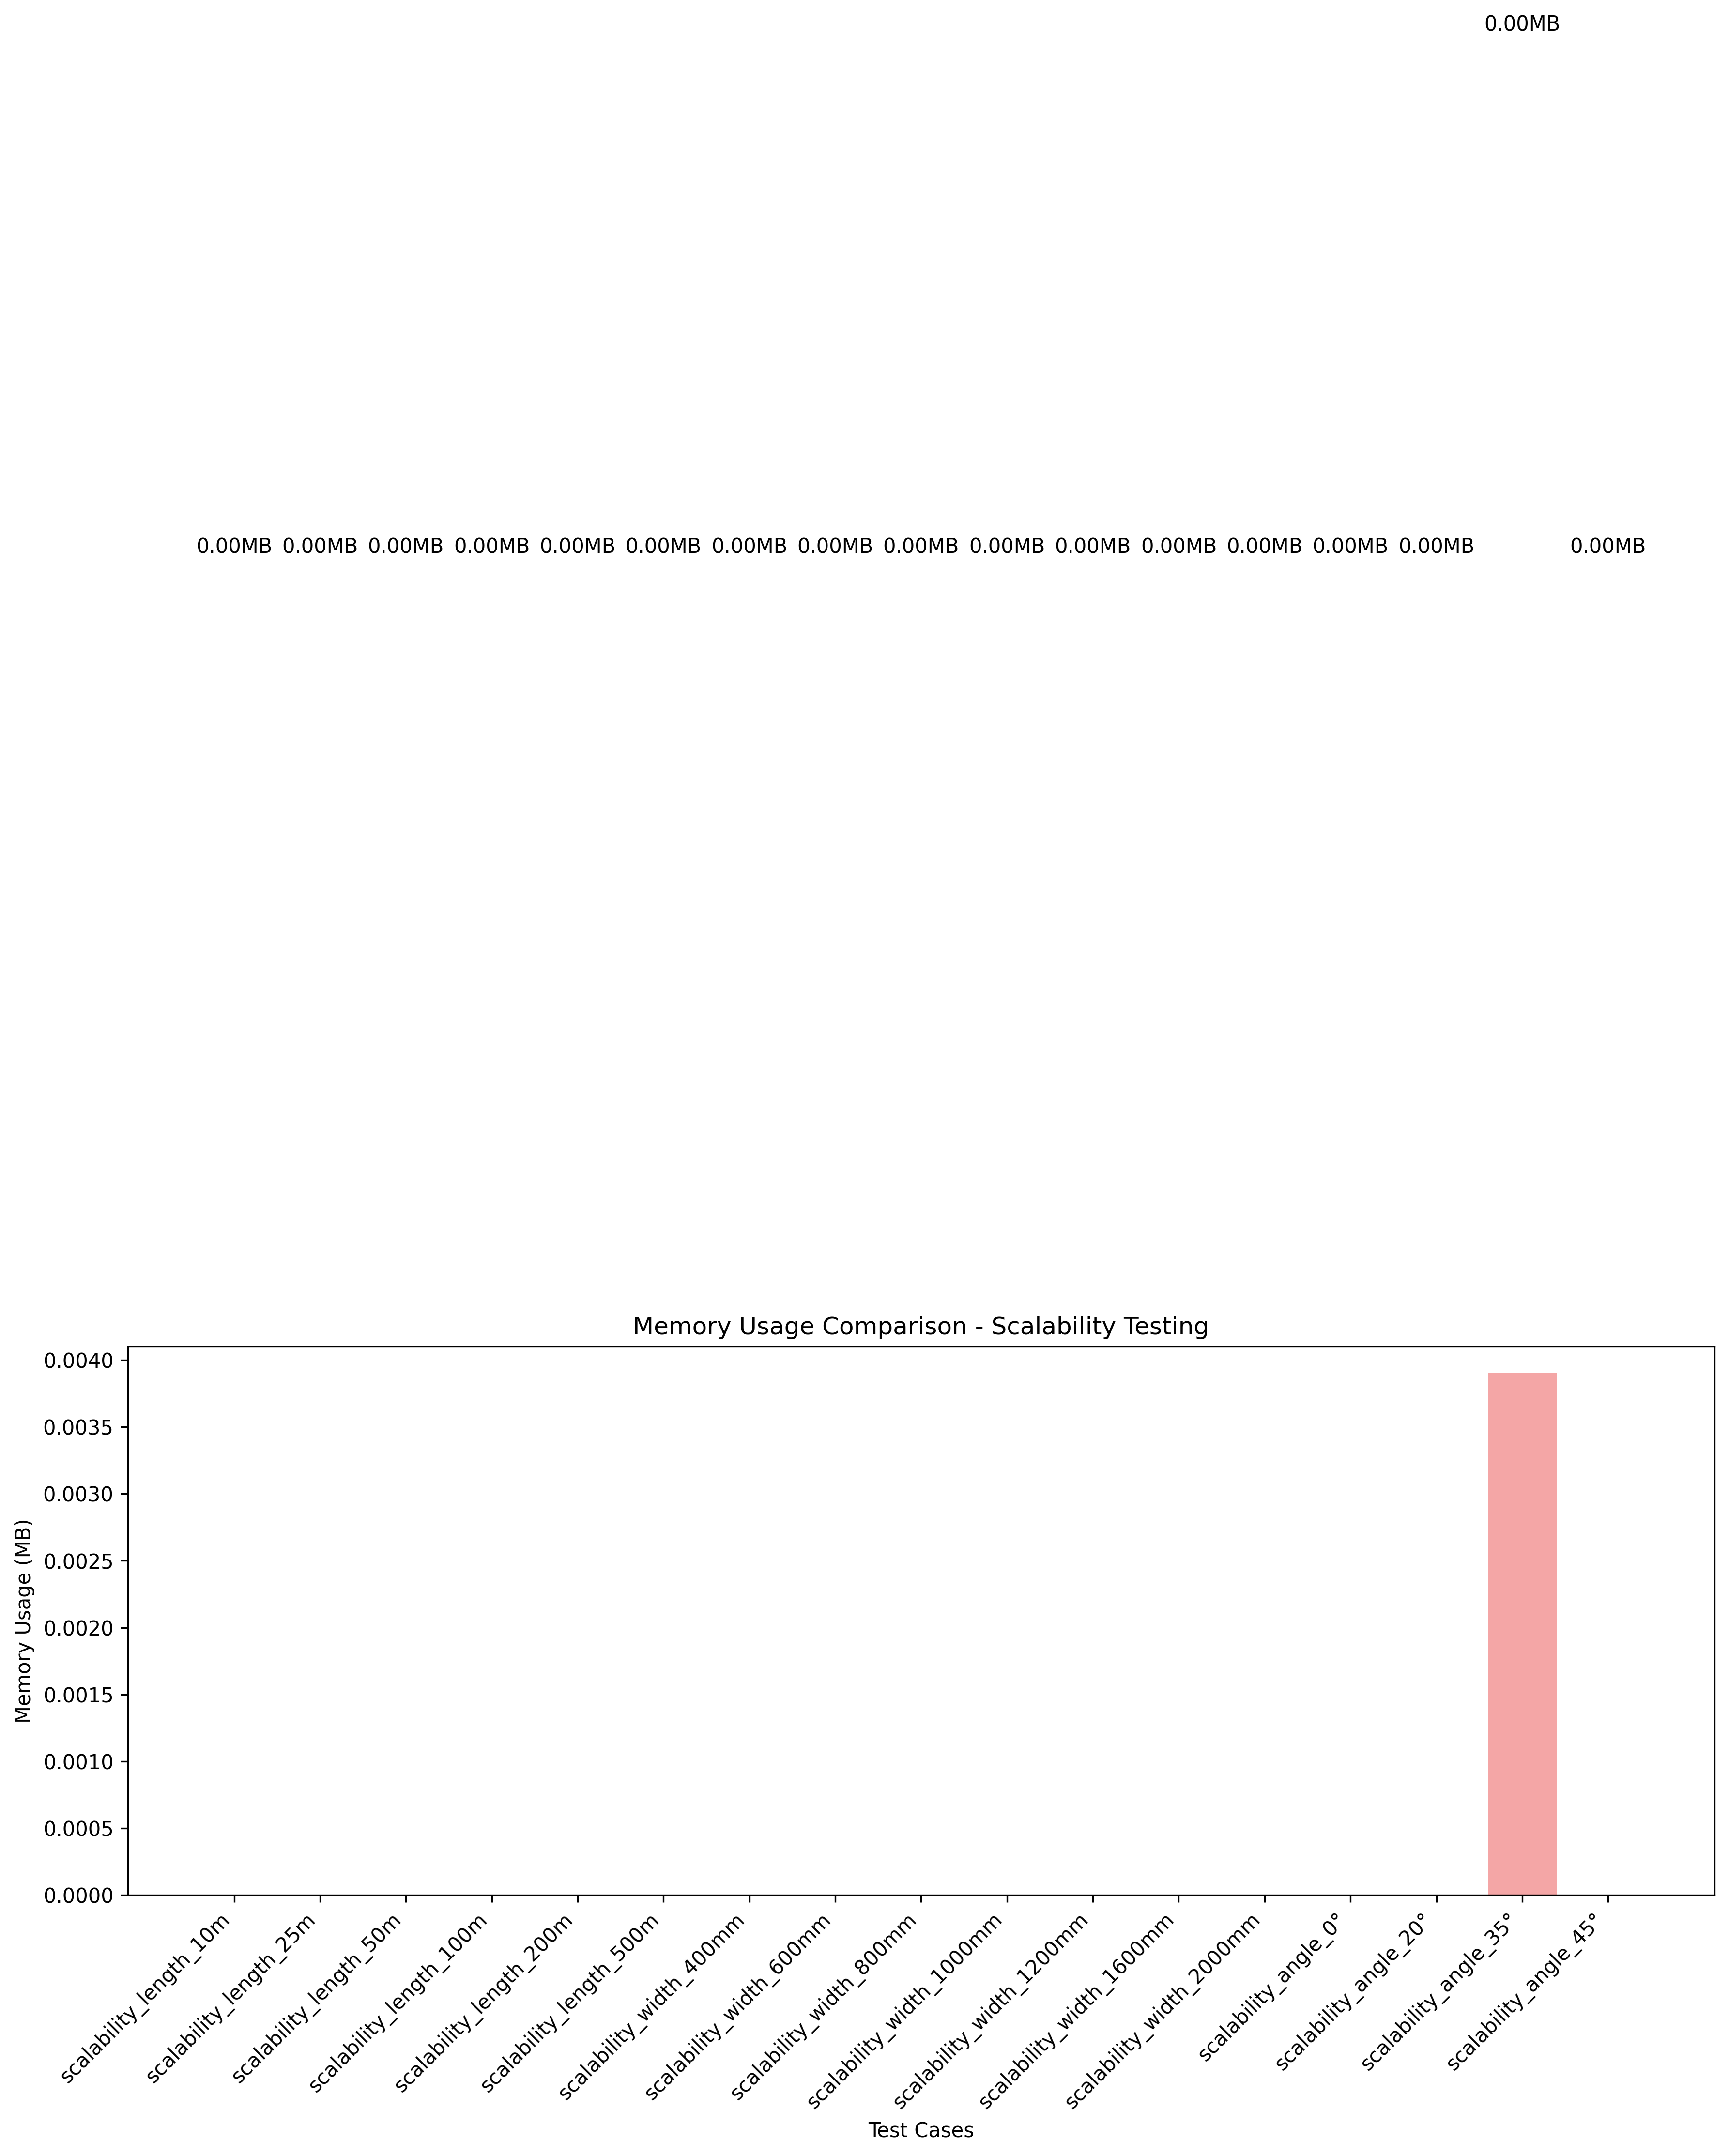 0.00MB
0.00MB 0.00MB 0.00MB 0.00MB 0.00MB 0.00MB 0.00MB 0.00MB 0.00MB 0.00MB 0.00MB 0.00MB 0.00MB 0.00MB 0.00MB 0.00MB
Memory Usage Comparison - Scalability Testing
0.0040
0.0035
0.0030
0.0025
0.0020
0.0015
0.0010
0.0005
0.0000
Memory Usage (MB)
scalability_length_10m
scalability_length_25m
scalability_length_50m
scalability_length_100m
scalability_length_200m
scalability_length_500m
scalability_width_400mm
scalability_width_600mm
scalability_width_800mm
scalability_width_1000mm
scalability_width_1200mm
scalability_width_1600mm
scalability_width_2000mm
scalability_angle_0°
scalability_angle_20°
scalability_angle_35°
scalability_angle_45°
Test Cases